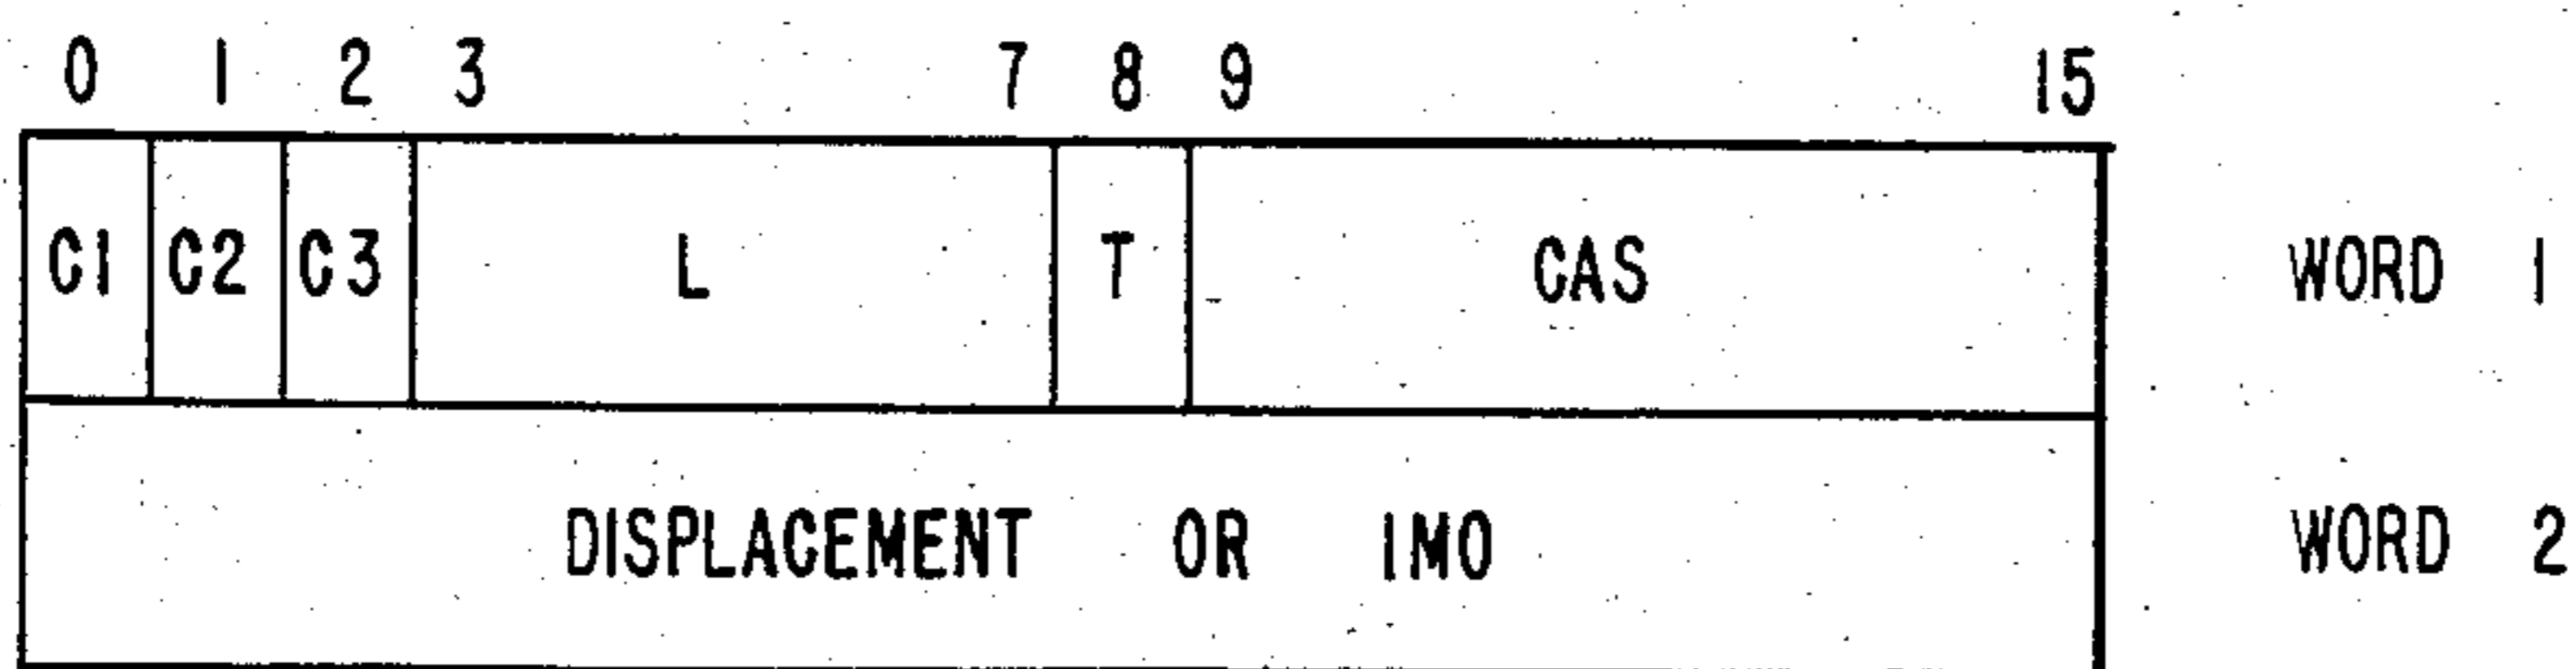 0 1 2 3 7 8 9 15
C1 C2 C3 L T CAS WORD 1
DISPLACEMENT OR IMO WORD 2